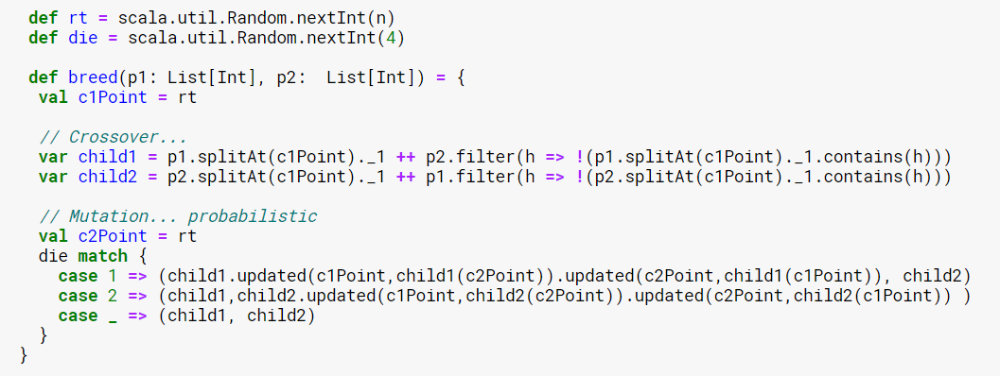 def rt = scala.util.Random.nextInt(n)
def die = scala.util.Random.nextInt(4)
def breed(p1: List[Int], p2:  List[Int]) = {
val c1Point = rt
// Crossover...
var child1 = p1.splitAt(c1Point)._1 ++ p2.filter(h => !(p1.splitAt(c1Point)._1.contains(h)))
var child2 = p2.splitAt(c1Point)._1 ++ p1.filter(h => !(p2.splitAt(c1Point)._1.contains(h)))
// Mutation... probabilistic
val c2Point = rt
die match {
case 1 => (child1.updated(c1Point,child1(c2Point)).updated(c2Point,child1(c1Point)), child2)
case 2 => (child1,child2.updated(c1Point,child2(c2Point)).updated(c2Point,child2(c1Point)) )
case _ => (child1, child2)
}
}